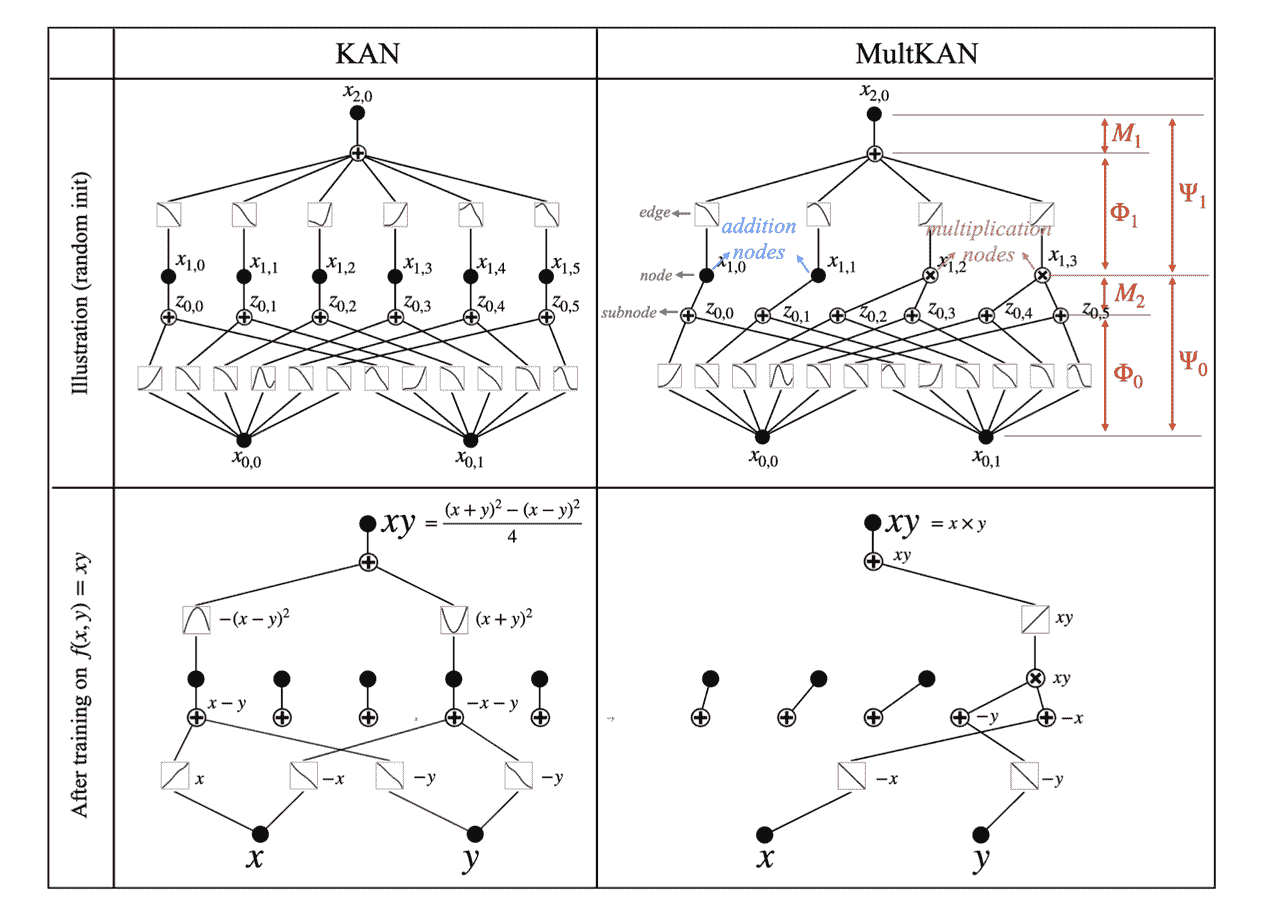 KAN
MultKAN
Illustration (random init)
x2,0
x1,0 x1,1 x1,2 x1,3 x1,4 x1,5
z0,0 z0,1 z0,2 z0,3 z0,4 z0,5
x0,0 x0,1
x2,0
M1
edge
Φ1
Ψ1
addition
nodes
multiplication
nodes
node
x1,0 x1,1 x1,2 x1,3
M2
subnode
z0,0 z0,1 z0,2 z0,3 z0,4 z0,5
Φ0
Ψ0
x0,0 x0,1
After training on f(x, y) = xy
xy = (x + y)² − (x − y)² / 4
−(x − y)² (x + y)²
x − y −x − y
x −x −y −y
x y
xy = x × y
xy
xy
xy
−y −x
−x −y
x y